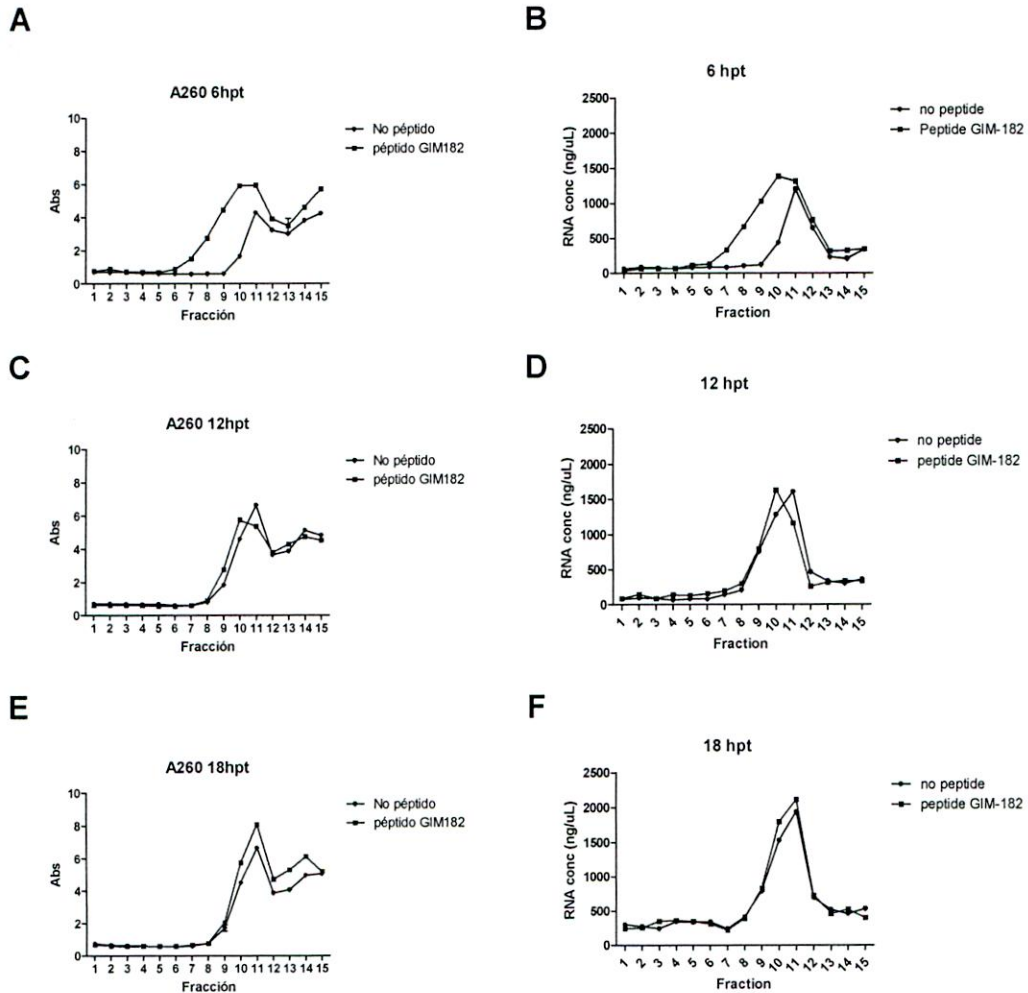 A
A260 6hpt
10
8
6
4
2
0
Abs
1 2 3 4 5 6 7 8 9 10 11 12 13 14 15
Fracción
No péptido
péptido GIM182
B
6 hpt
2500
2000
1500
1000
500
0
RNA conc (ng/uL)
1 2 3 4 5 6 7 8 9 10 11 12 13 14 15
Fraction
no peptide
Peptide GIM-182
C
A260 12hpt
10
8
6
4
2
0
Abs
1 2 3 4 5 6 7 8 9 10 11 12 13 14 15
Fracción
No péptido
péptido GIM182
D
12 hpt
2500
2000
1500
1000
500
0
RNA conc (ng/uL)
1 2 3 4 5 6 7 8 9 10 11 12 13 14 15
Fraction
no peptide
peptide GIM-182
E
A260 18hpt
10
8
6
4
2
0
Abs
1 2 3 4 5 6 7 8 9 10 11 12 13 14 15
Fracción
No péptido
péptido GIM182
F
18 hpt
2500
2000
1500
1000
500
0
RNA conc (ng/uL)
1 2 3 4 5 6 7 8 9 10 11 12 13 14 15
Fraction
no peptide
peptide GIM-182